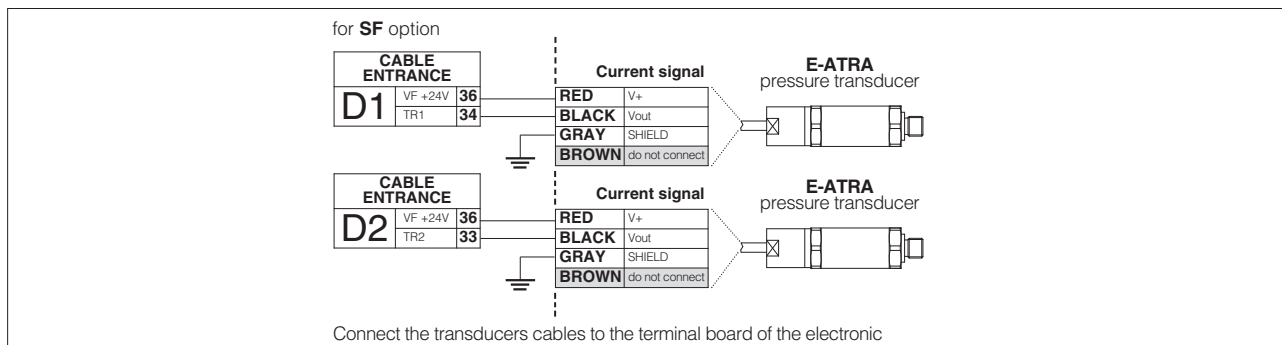 for SF option
CABLE ENTRANCE
D1
VF +24V 36
TR1 34
Current signal
RED V+
BLACK Vout
GRAY SHIELD
BROWN do not connect
E-ATRA
pressure transducer
CABLE ENTRANCE
D2
VF +24V 36
TR2 33
Current signal
RED V+
BLACK Vout
GRAY SHIELD
BROWN do not connect
E-ATRA
pressure transducer
Connect the transducers cables to the terminal board of the electronic